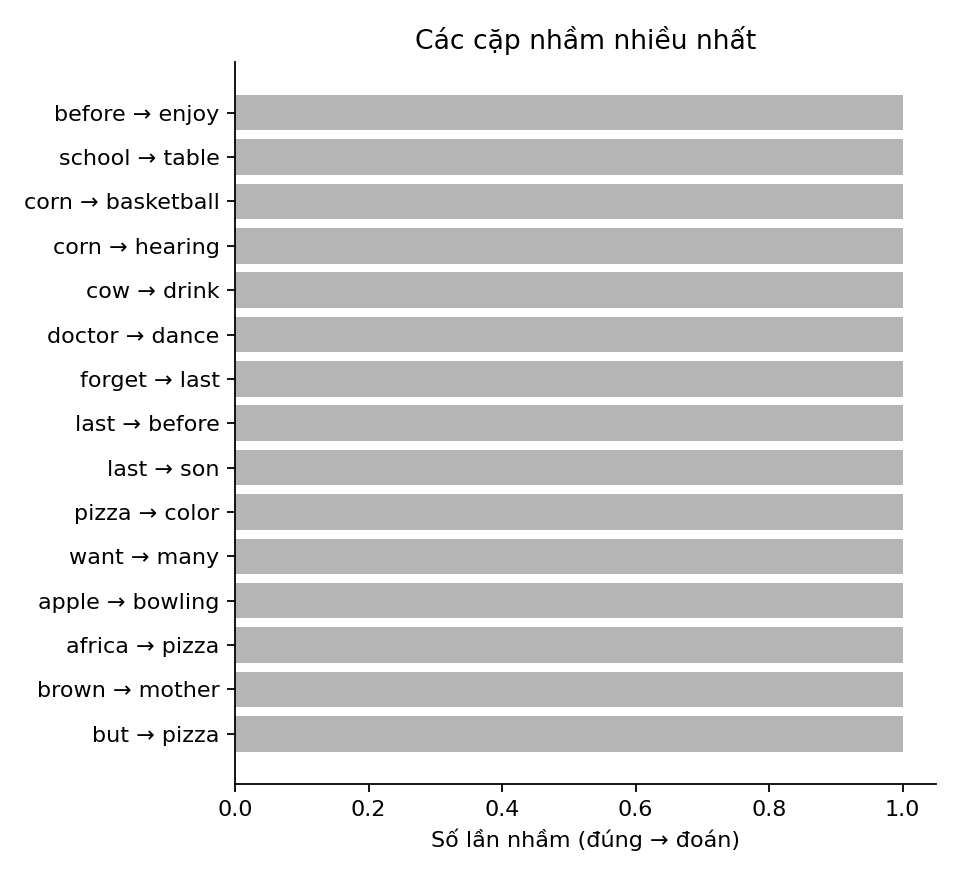 Các cặp nhầm nhiều nhất
before → enjoy
school → table
corn → basketball
corn → hearing
cow → drink
doctor → dance
forget → last
last → before
last → son
pizza → color
want → many
apple → bowling
africa → pizza
brown → mother
but → pizza
0.0 0.2 0.4 0.6 0.8 1.0
Số lần nhầm (đúng → đoán)